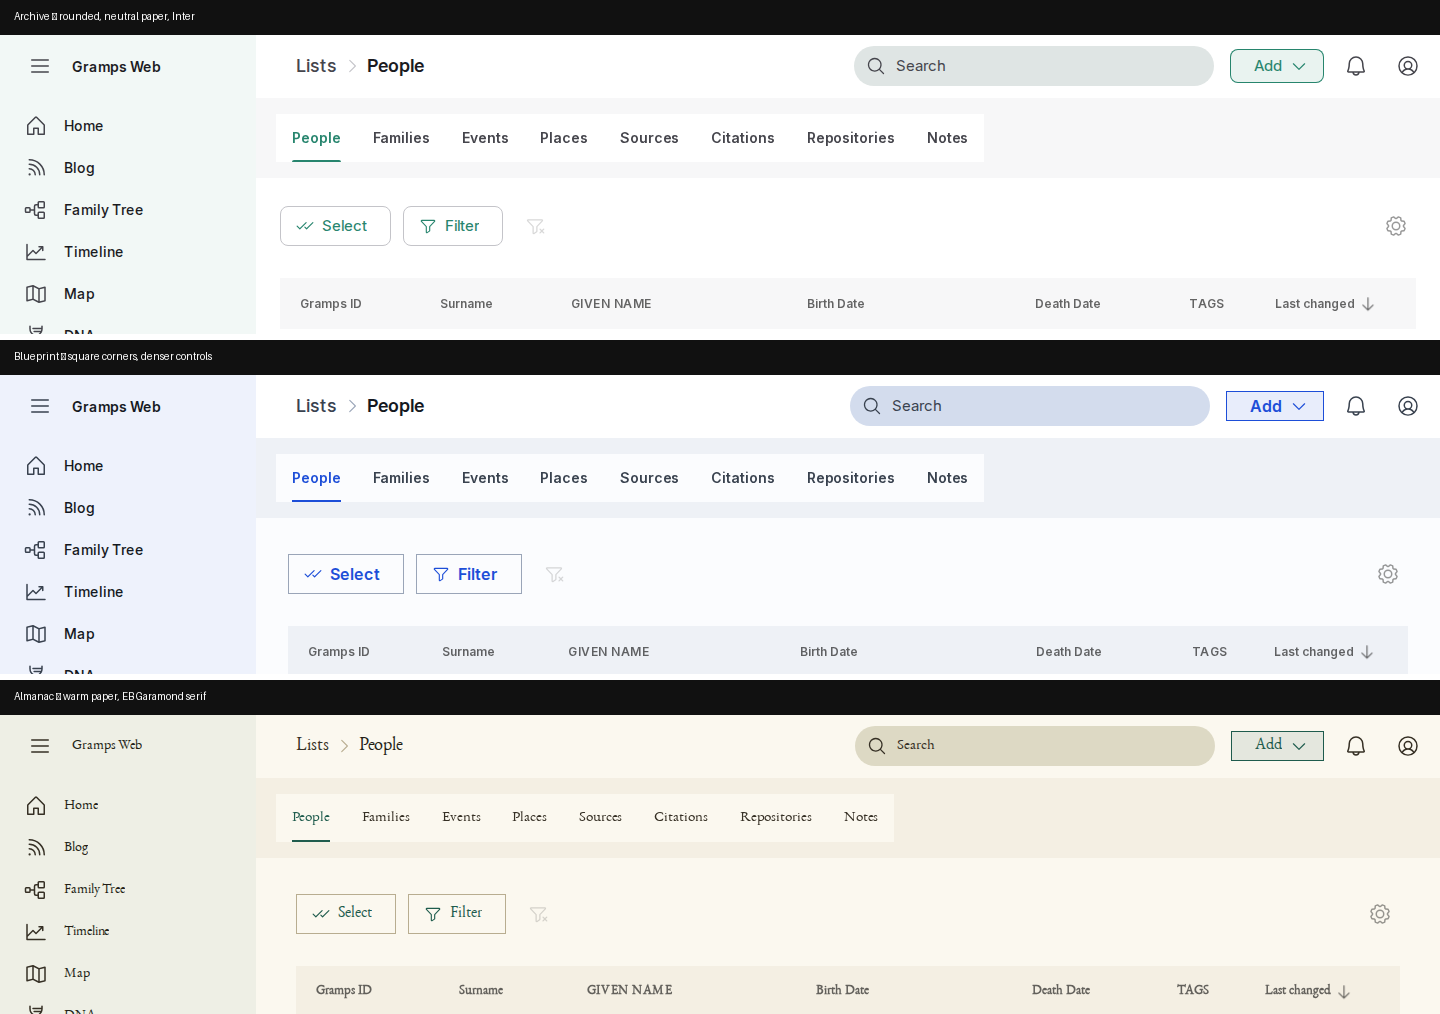 Archive rounded, neutral paper, Inter
Gramps Web
Lists People
Search
Add
Home
Blog
Family Tree
Timeline
Map
DNA
People Families Events Places Sources Citations Repositories Notes
Select Filter
Gramps ID Surname GIVEN NAME Birth Date Death Date TAGS Last changed
Blueprint square corners, denser controls
Gramps Web
Lists People
Search
Add
Home
Blog
Family Tree
Timeline
Map
DNA
People Families Events Places Sources Citations Repositories Notes
Select Filter
Gramps ID Surname GIVEN NAME Birth Date Death Date TAGS Last changed
Almanac warm paper, EB Garamond serif
Gramps Web
Lists People
Search
Add
Home
Blog
Family Tree
Timeline
Map
DNA
People Families Events Places Sources Citations Repositories Notes
Select Filter
Gramps ID Surname GIVEN NAME Birth Date Death Date TAGS Last changed